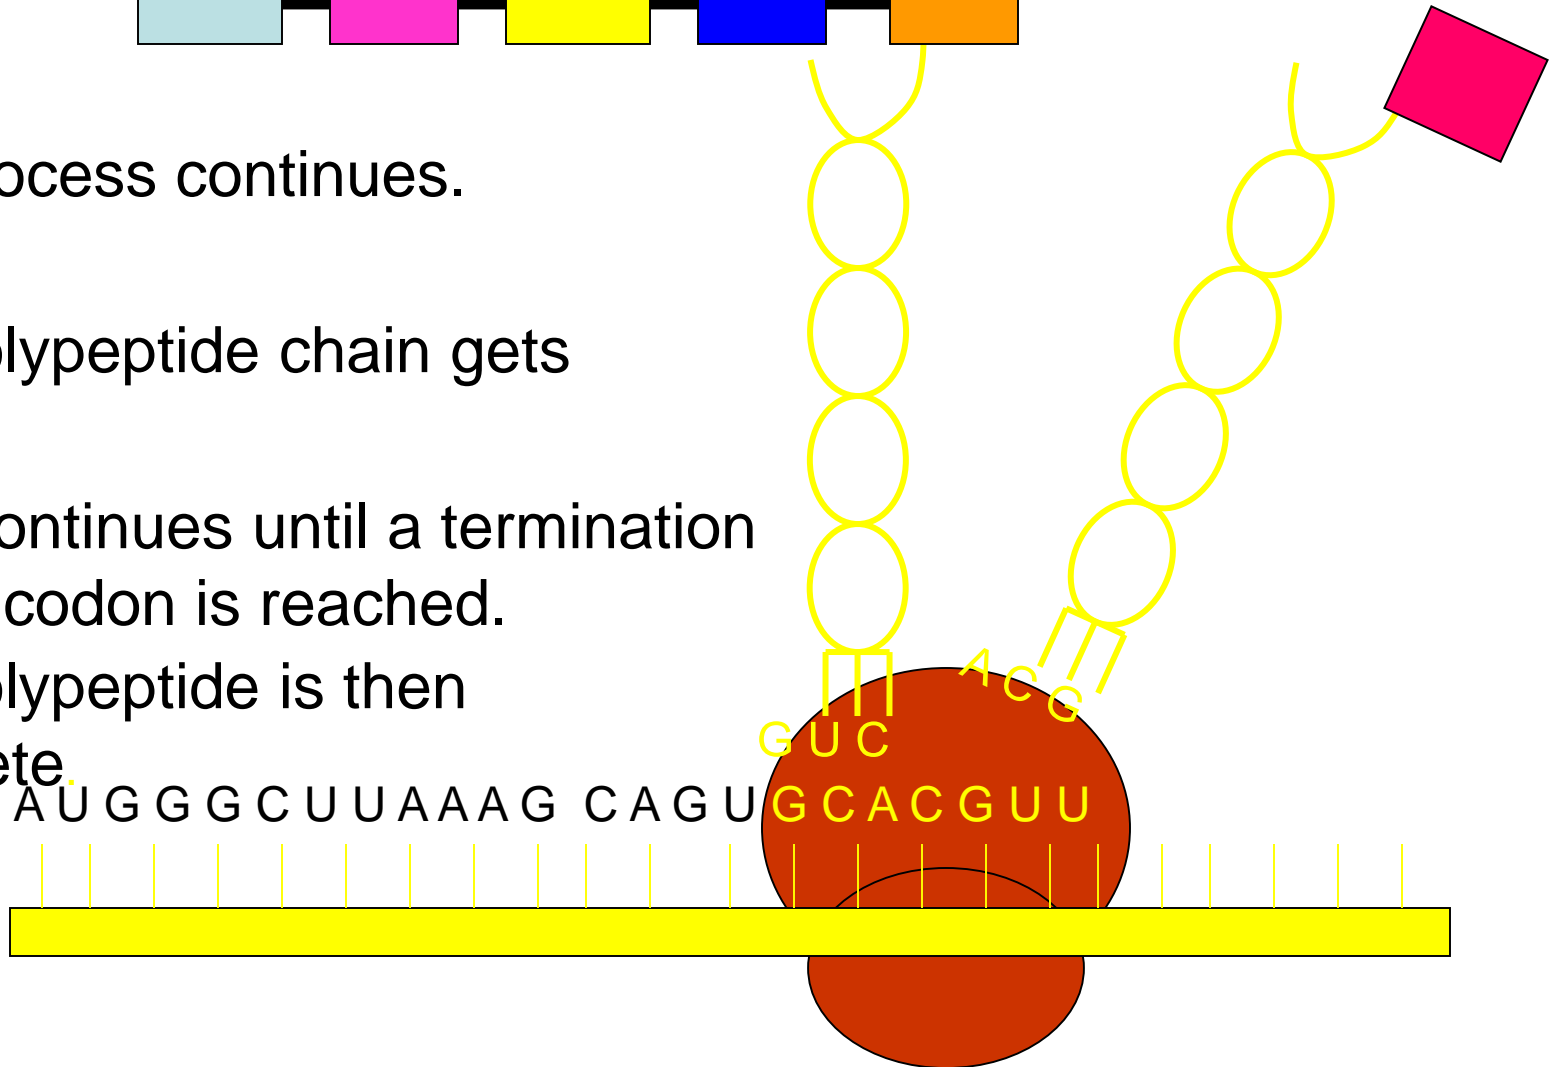 ocess continues.
lypeptide chain gets
ontinues until a termination
codon is reached.
lypeptide is then
ete.
A C G
G U C
A U G G G C U U A A A G C A G U G C A C G U U